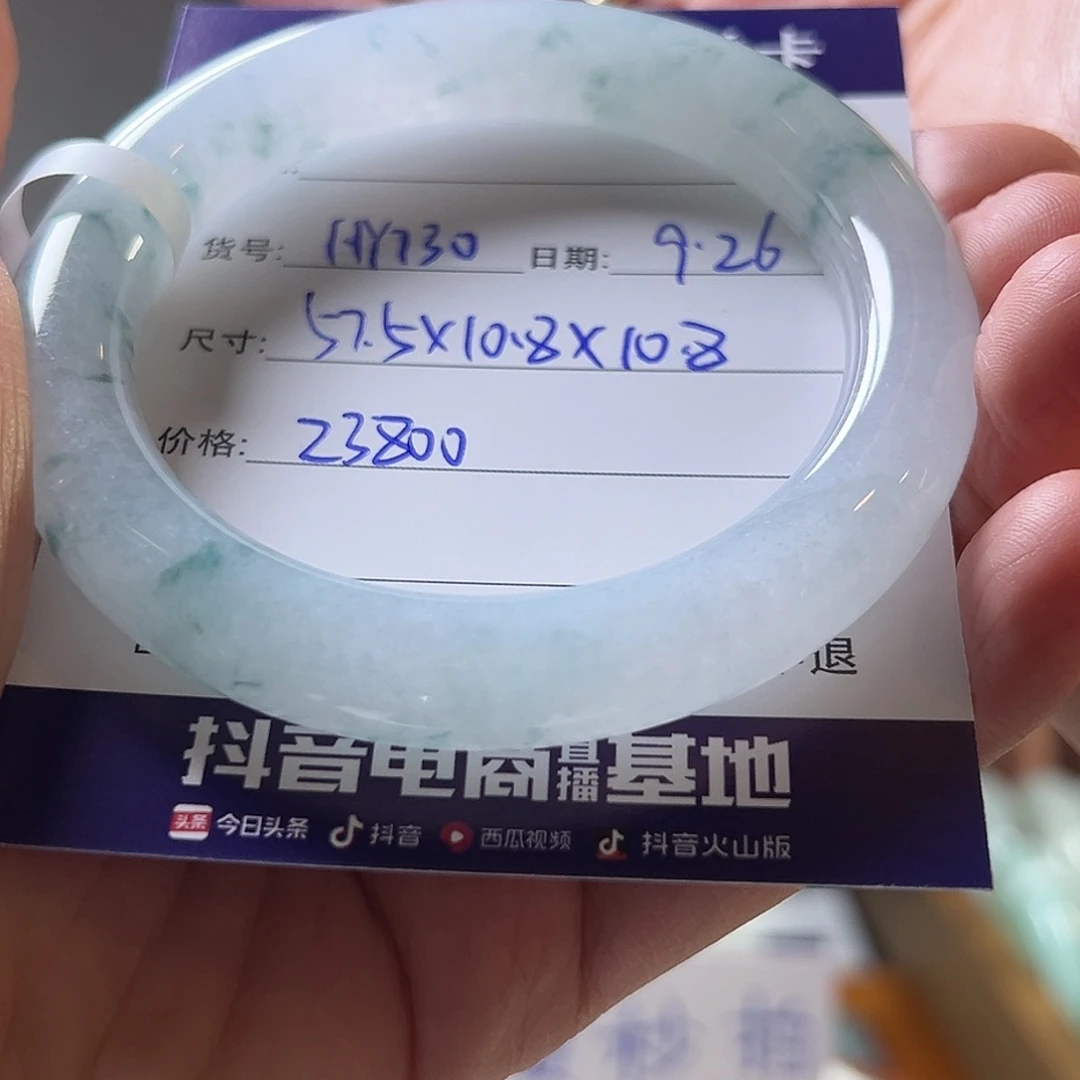 卡
货号: HY730 日期: 9.26
尺寸: 57.5X10.8X10.8
价格: 23800
退
抖音电商直播基地
头条 今日头条 抖音 西瓜视频 抖音火山版
秒